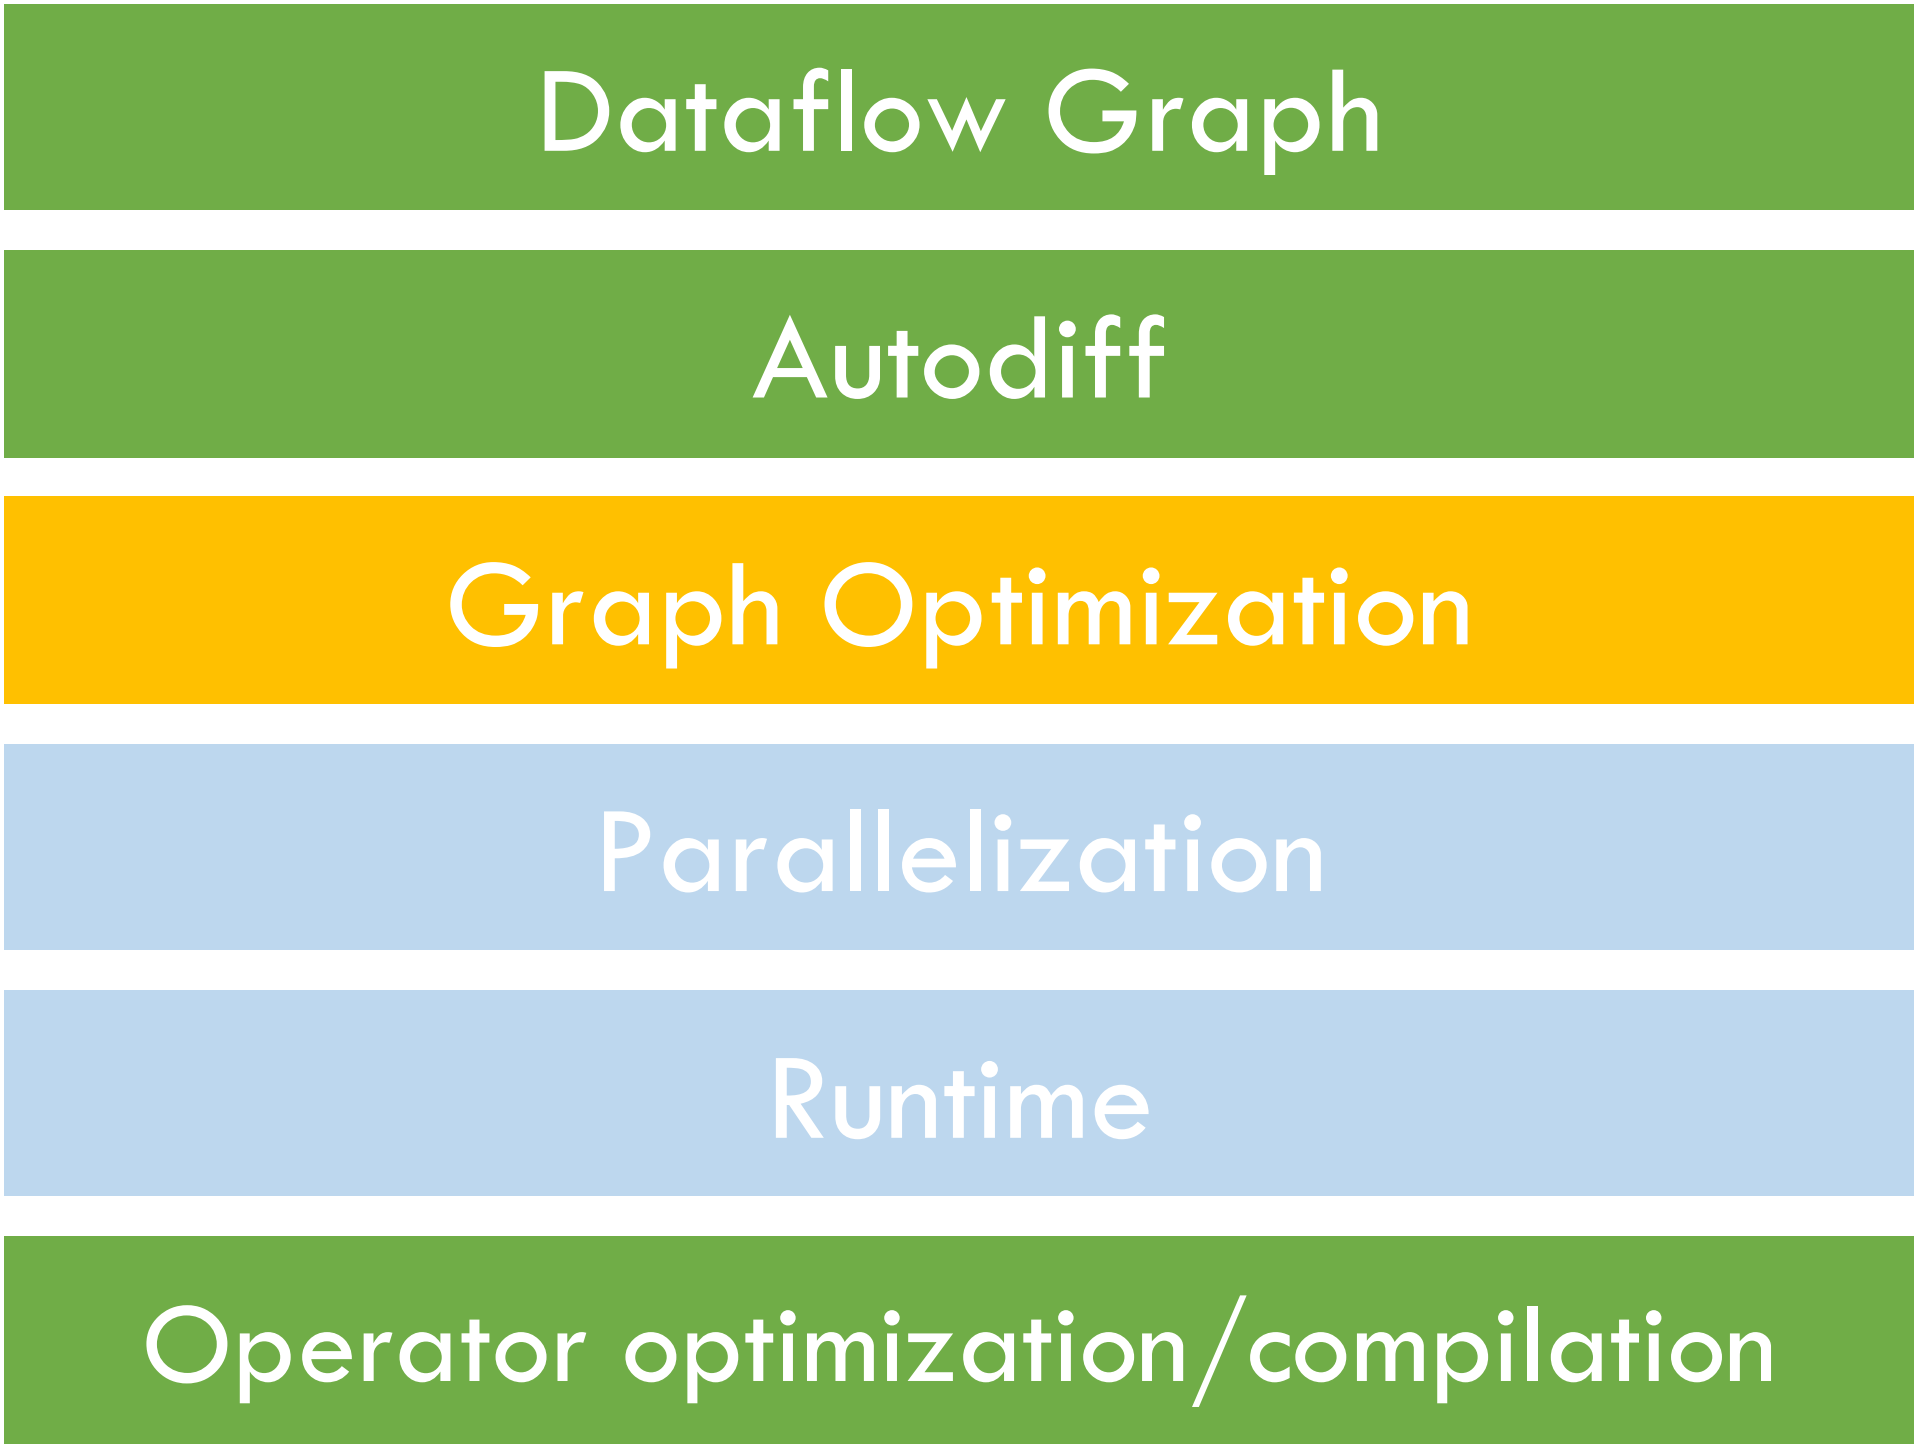 Dataflow Graph
Autodiff
Graph Optimization
Parallelization
Runtime
Operator optimization/compilation